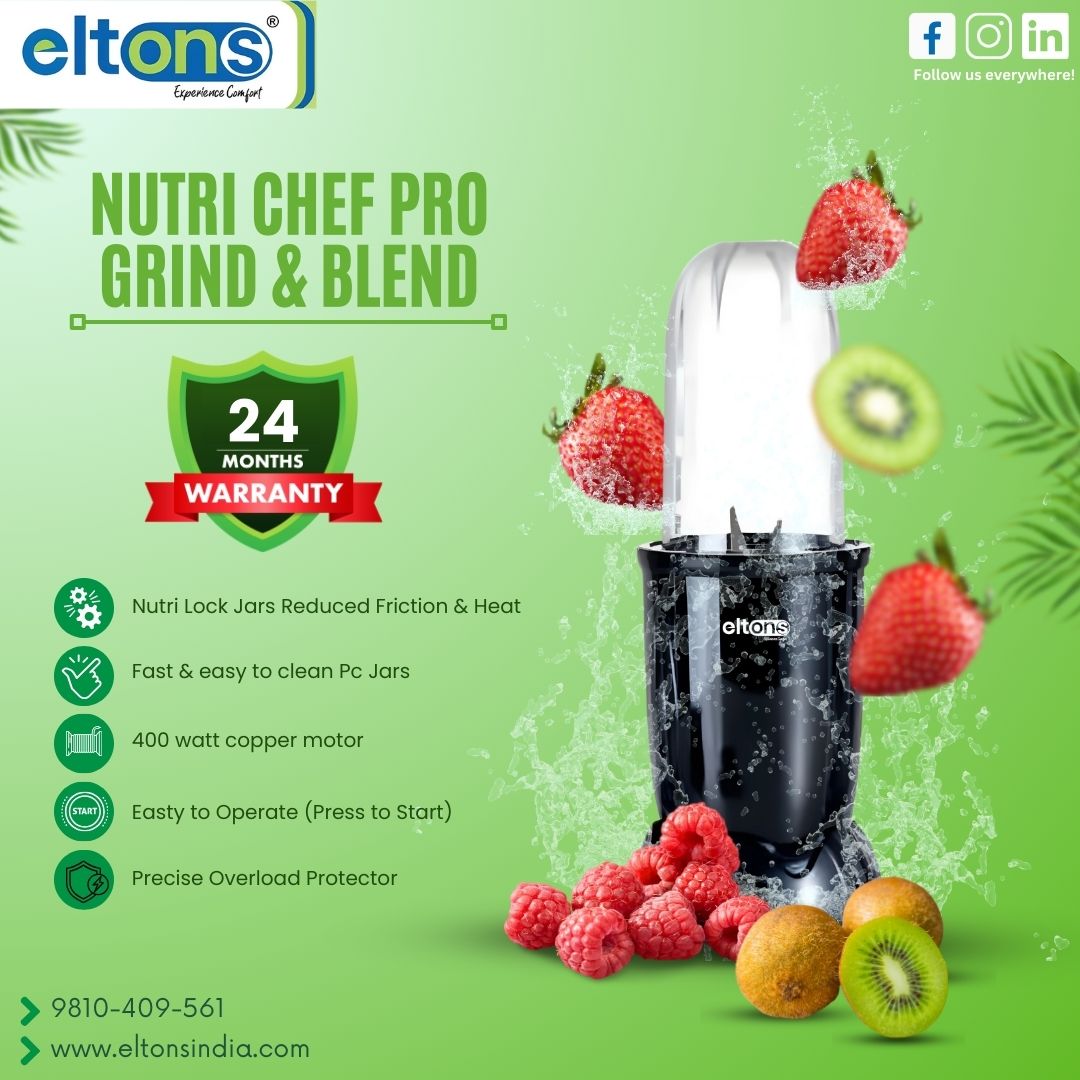 eltons®
Experience Comfort
Follow us everywhere!
NUTRI CHEF PRO
GRIND & BLEND
24
MONTHS
WARRANTY
Nutri Lock Jars Reduced Friction & Heat
Fast & easy to clean Pc Jars
400 watt copper motor
START
Easty to Operate (Press to Start)
Precise Overload Protector
eltons
9810-409-561
www.eltonsindia.com